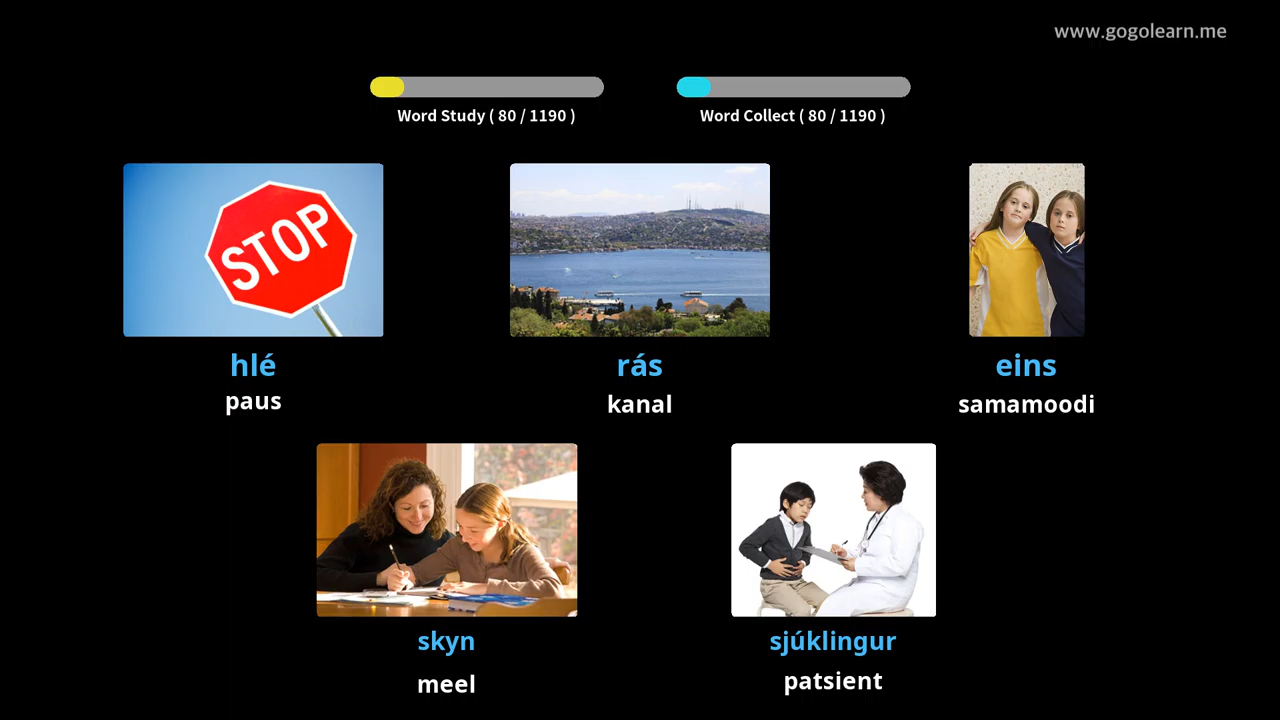 www.gogolearn.me
Word Study ( 80 / 1190 )
Word Collect ( 80 / 1190 )
STOP
hlé
paus
rás
kanal
eins
samamoodi
skyn
meel
sjúklingur
patsient